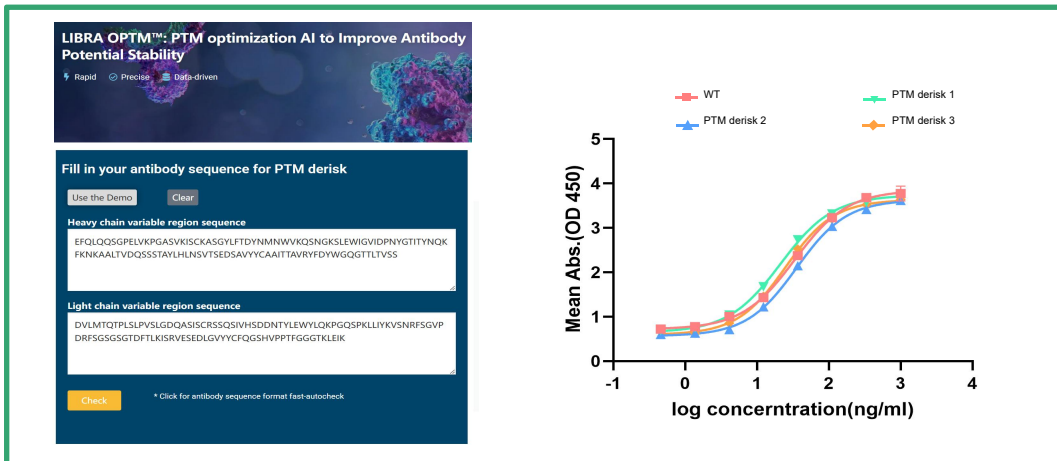 LIBRA OPTM™: PTM optimization AI to Improve Antibody
Potential Stability
Rapid Precise Data-driven
Fill in your antibody sequence for PTM derisk
Use the Demo Clear
Heavy chain variable region sequence
EFQLQQSGPELVKPGASVKISCKASGYLFTDYNMNWVKQSNGKSLEWIGVIDPNYGTITYNQK
FKNKAALTVDQSSSTAYLHLNSVTSEDSAVYYCAAITTAVRYFDYWGQGTTLTVSS
Light chain variable region sequence
DVLMTQTPLSLPVSLGDQASISCRSSQSIVHSDDNTYLEWYLQKPGQSPKLLIYKVSNRFSGVP
DRFSGSGSGTDFTLKISRVESEDLGVYYCFQGSHVPPTFGGGTKLEIK
Check
* Click for antibody sequence format fast-autocheck
WT
PTM derisk 1
PTM derisk 2
PTM derisk 3
Mean Abs.(OD 450)
5
4
3
2
1
0
-1 0 1 2 3 4
log concerntration(ng/ml)